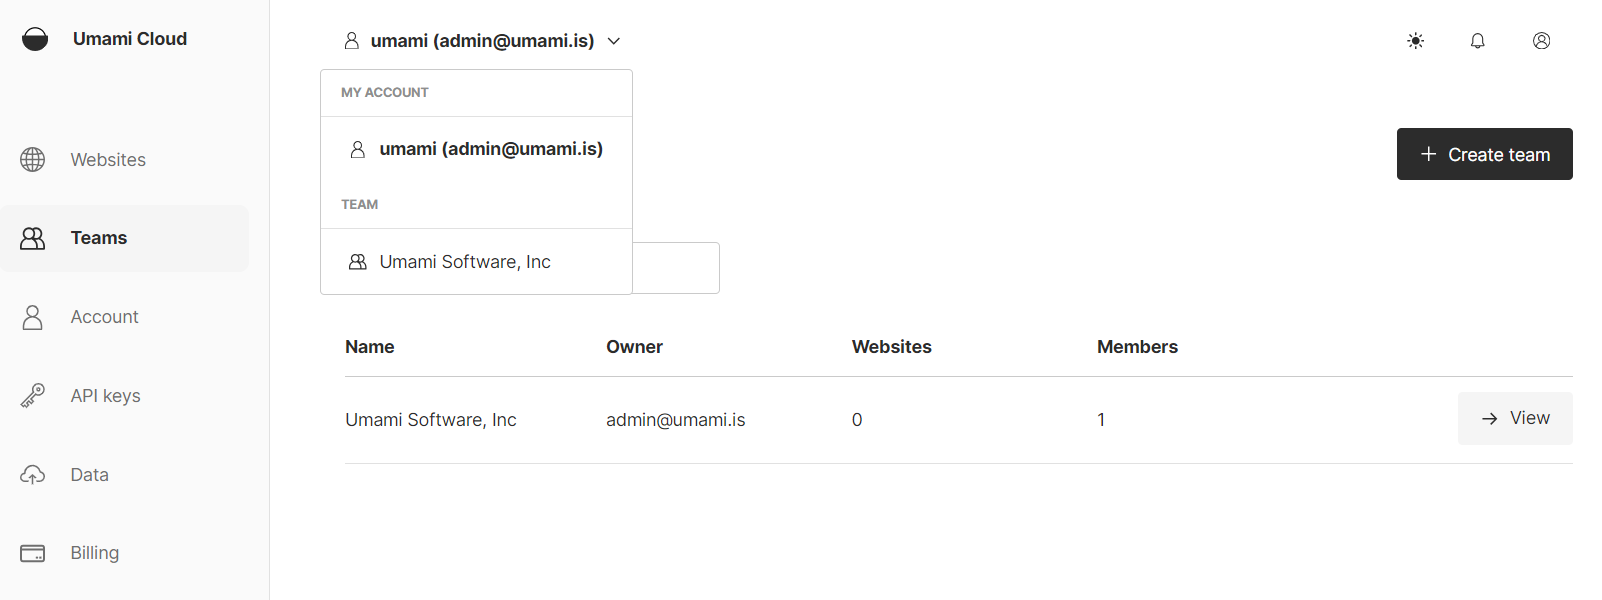 Umami Cloud
Websites
Teams
Account
API keys
Data
Billing
umami (admin@umami.is)
MY ACCOUNT
umami (admin@umami.is)
TEAM
Umami Software, Inc
Create team
Name Owner Websites Members
Umami Software, Inc admin@umami.is 0 1 View